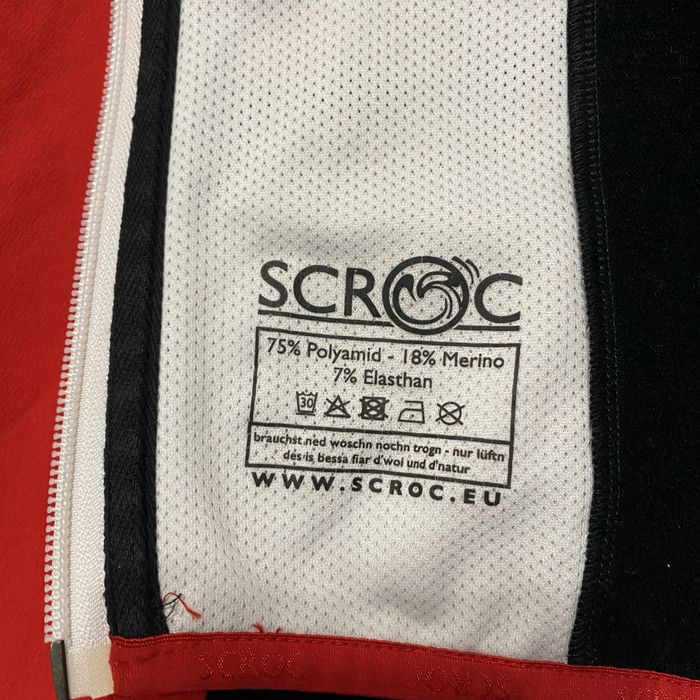 SCROC
75% Polyamid - 18% Merino
7% Elasthan
30
brauchst ned woschn nochn trogn - nur lüftn
des is bessa fiar d'woi und d'natur
WWW.SCROC.EU
SCROC